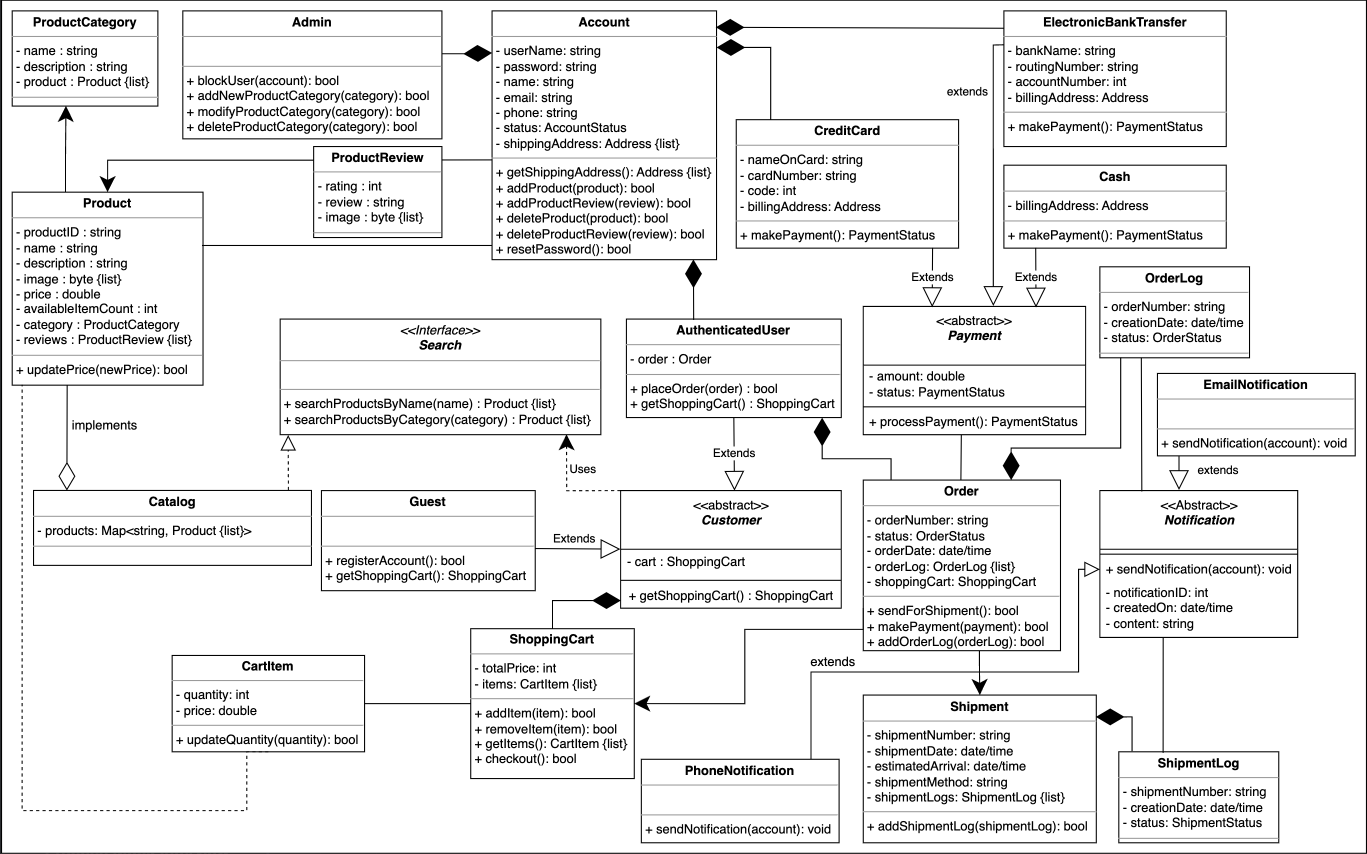 ProductCategory
- name : string
- description : string
- product : Product {list}
Admin
+ blockUser(account): bool
+ addNewProductCategory(category): bool
+ modifyProductCategory(category): bool
+ deleteProductCategory(category): bool
Account
- userName: string
- password: string
- name: string
- email: string
- phone: string
- status: AccountStatus
- shippingAddress: Address {list}
+ getShippingAddress(): Address {list}
+ addProduct(product): bool
+ addProductReview(review): bool
+ deleteProduct(product): bool
+ deleteProductReview(review): bool
+ resetPassword(): bool
ElectronicBankTransfer
- bankName: string
- routingNumber: string
- accountNumber: int
- billingAddress: Address
+ makePayment(): PaymentStatus
extends
CreditCard
- nameOnCard: string
- cardNumber: string
- code: int
- billingAddress: Address
+ makePayment(): PaymentStatus
Cash
- billingAddress: Address
+ makePayment(): PaymentStatus
ProductReview
- rating : int
- review : string
- image : byte {list}
Product
- productID : string
- name : string
- description : string
- image : byte {list}
- price : double
- availableItemCount : int
- category : ProductCategory
- reviews : ProductReview {list}
+ updatePrice(newPrice): bool
Extends
Extends
OrderLog
- orderNumber: string
- creationDate: date/time
- status: OrderStatus
<<Interface>>
Search
+ searchProductsByName(name) : Product {list}
+ searchProductsByCategory(category) : Product {list}
AuthenticatedUser
- order : Order
+ placeOrder(order) : bool
+ getShoppingCart() : ShoppingCart
<<abstract>>
Payment
- amount: double
- status: PaymentStatus
+ processPayment(): PaymentStatus
EmailNotification
+ sendNotification(account): void
implements
Uses
Extends
extends
Catalog
- products: Map<string, Product {list}>
Guest
+ registerAccount(): bool
+ getShoppingCart(): ShoppingCart
Extends
<<abstract>>
Customer
- cart : ShoppingCart
+ getShoppingCart() : ShoppingCart
Order
- orderNumber: string
- status: OrderStatus
- orderDate: date/time
- orderLog: OrderLog {list}
- shoppingCart: ShoppingCart
+ sendForShipment(): bool
+ makePayment(payment): bool
+ addOrderLog(orderLog): bool
<<Abstract>>
Notification
+ sendNotification(account): void
- notificationID: int
- createdOn: date/time
- content: string
CartItem
- quantity: int
- price: double
+ updateQuantity(quantity): bool
ShoppingCart
- totalPrice: int
- items: CartItem {list}
+ addItem(item): bool
+ removeItem(item): bool
+ getItems(): CartItem {list}
+ checkout(): bool
extends
PhoneNotification
+ sendNotification(account): void
Shipment
- shipmentNumber: string
- shipmentDate: date/time
- estimatedArrival: date/time
- shipmentMethod: string
- shipmentLogs: ShipmentLog {list}
+ addShipmentLog(shipmentLog): bool
ShipmentLog
- shipmentNumber: string
- creationDate: date/time
- status: ShipmentStatus